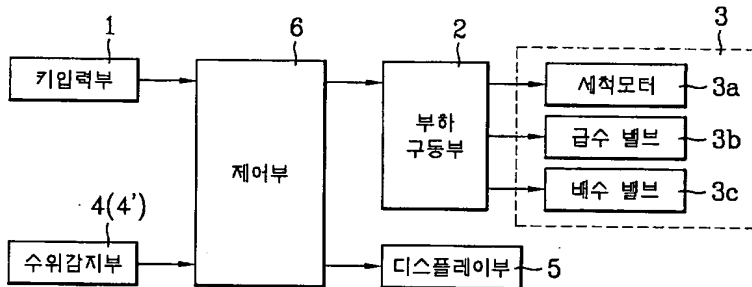 1
키입력부
4(4')
수위감지부
6
제어부
2
부하
구동부
3
세척모터
3a
급수 밸브
3b
배수 밸브
3c
디스플레이부
5